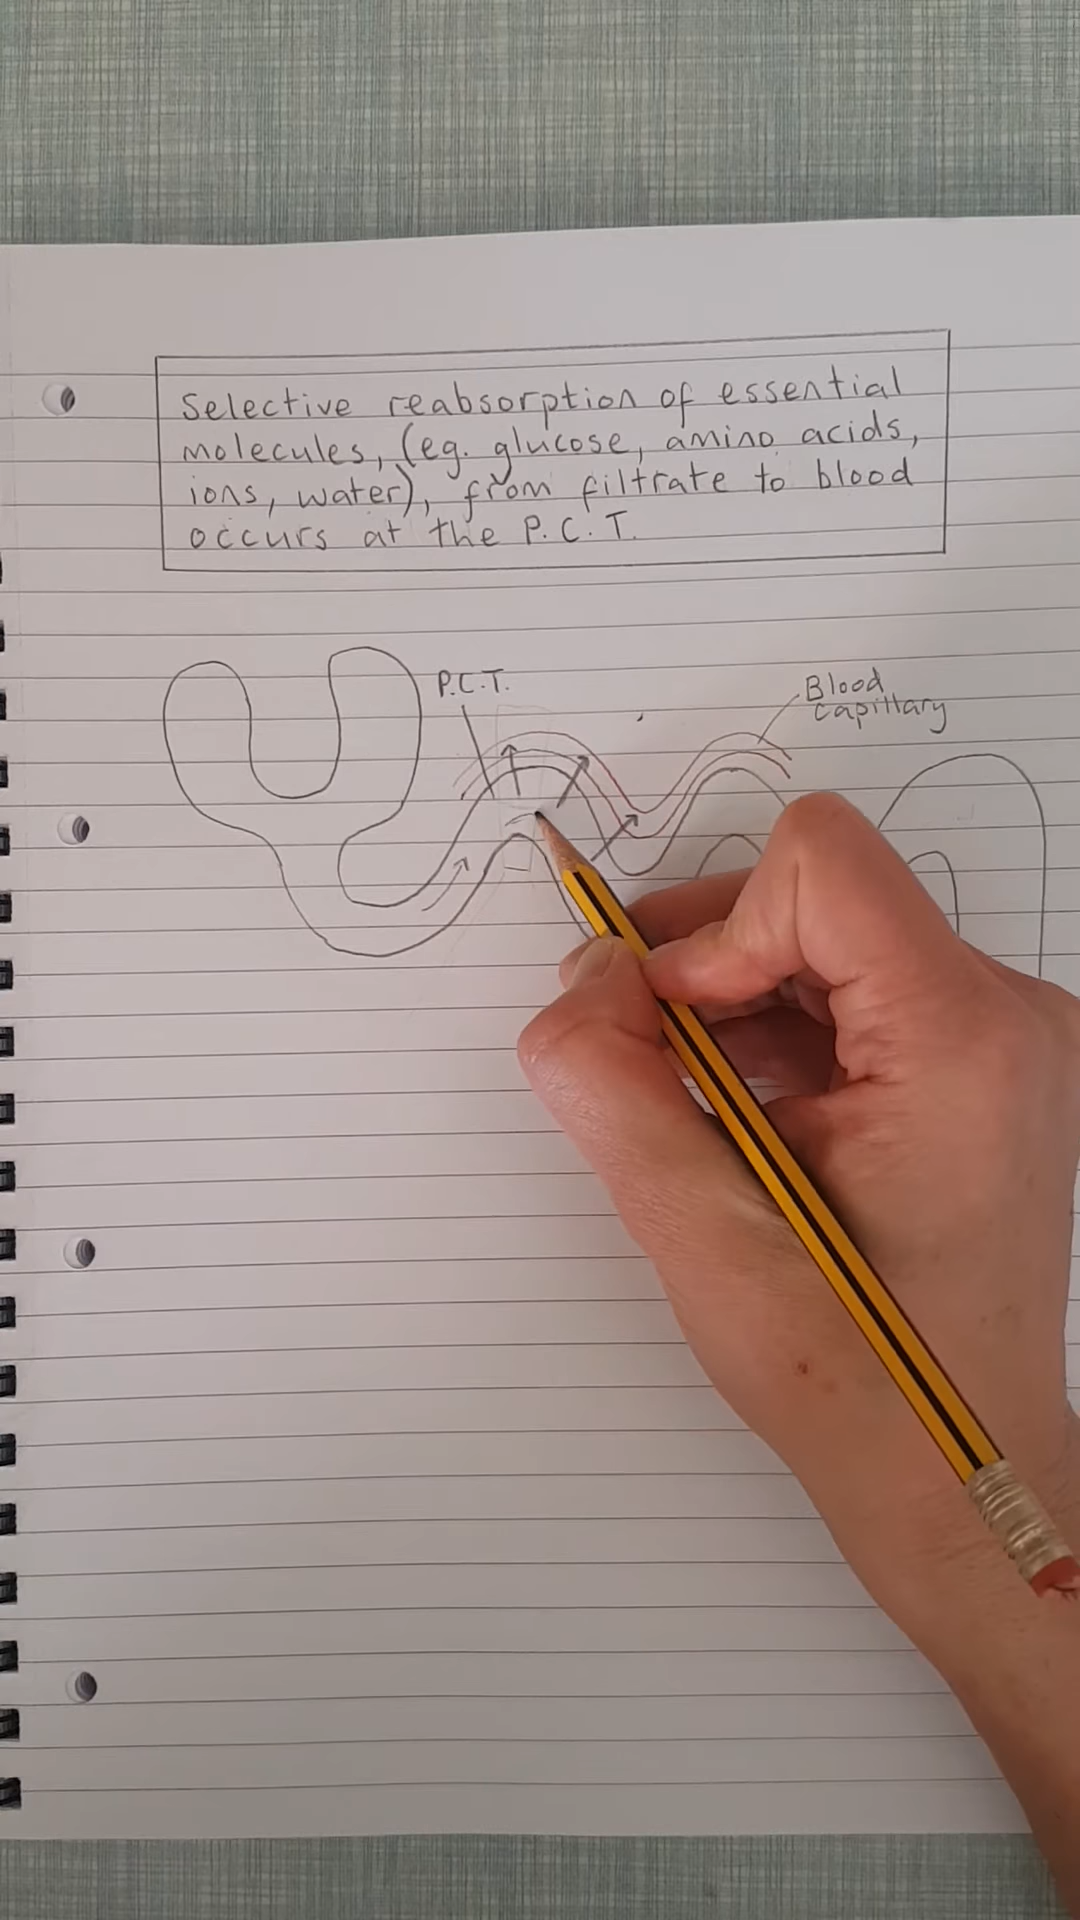 Selective reabsorption of essential
molecules, (eg. glucose, amino acids,
ions, water), from filtrate to blood
occurs at the P.C.T.
P.C.T.
Blood
capillary